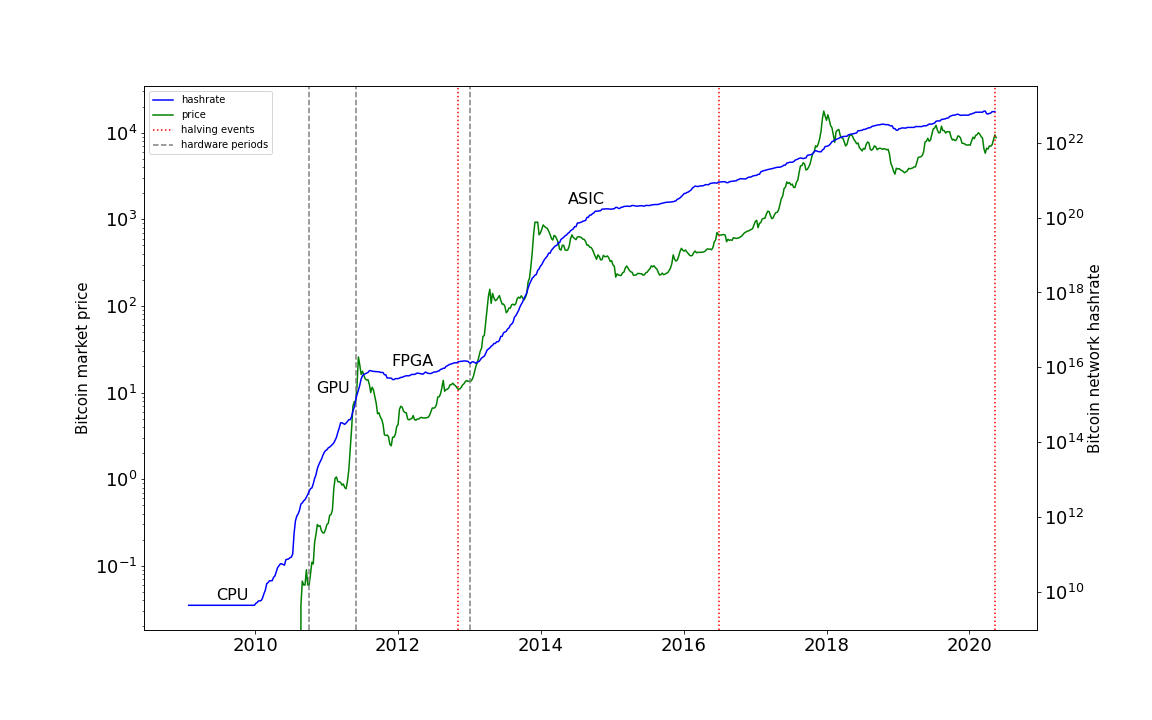 hashrate
price
halving events
hardware periods
10^4
10^3
10^2
10^1
10^0
10^-1
Bitcoin market price
CPU
GPU
FPGA
ASIC
10^22
10^20
10^18
10^16
10^14
10^12
10^10
Bitcoin network hashrate
2010 2012 2014 2016 2018 2020